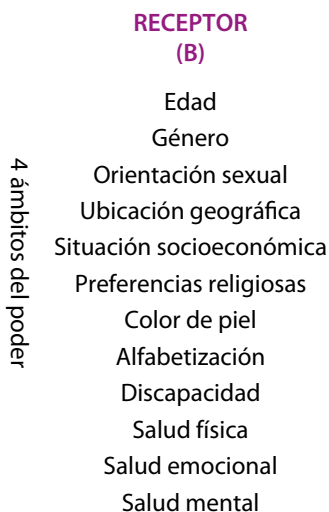 RECEPTOR
(B)
Edad
Género
Orientación sexual
Ubicación geográfica
Situación socioeconómica
Preferencias religiosas
Color de piel
Alfabetización
Discapacidad
Salud física
Salud emocional
Salud mental
4 ámbitos del poder